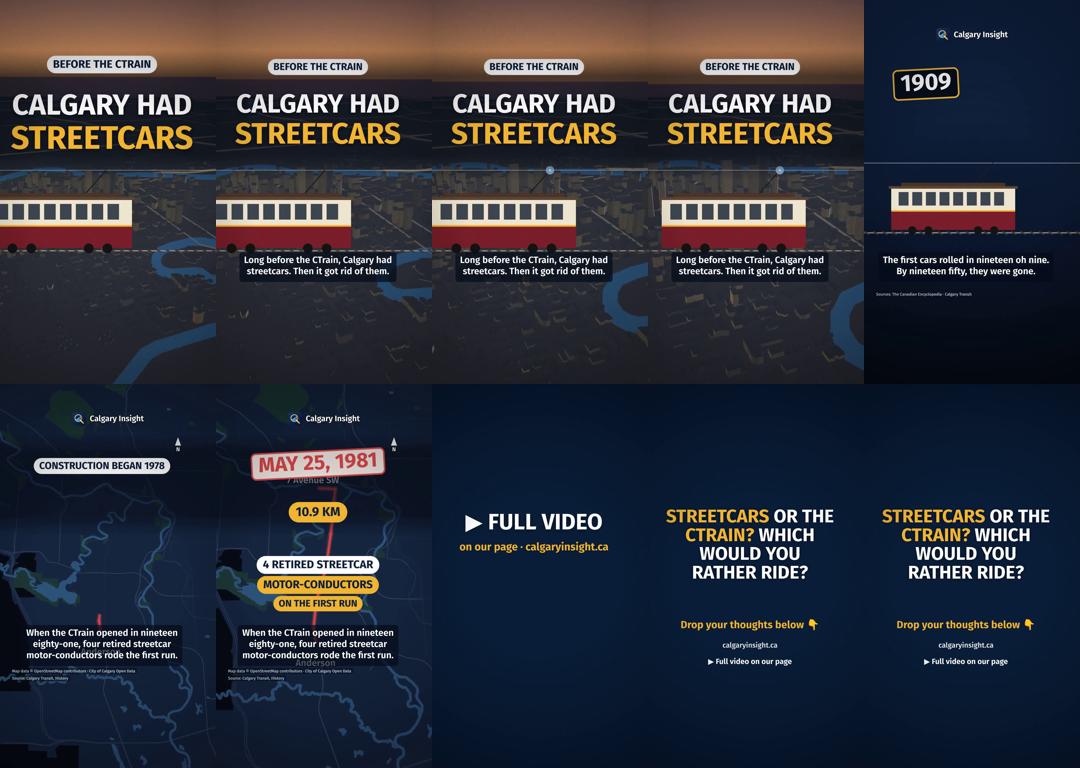 BEFORE THE CTRAIN
CALGARY HAD
STREETCARS
BEFORE THE CTRAIN
CALGARY HAD
STREETCARS
Long before the CTrain, Calgary had
streetcars. Then it got rid of them.
BEFORE THE CTRAIN
CALGARY HAD
STREETCARS
Long before the CTrain, Calgary had
streetcars. Then it got rid of them.
BEFORE THE CTRAIN
CALGARY HAD
STREETCARS
Long before the CTrain, Calgary had
streetcars. Then it got rid of them.
Calgary Insight
1909
The first cars rolled in nineteen oh nine.
By nineteen fifty, they were gone.
Sources: The Canadian Encyclopedia · Calgary Transit
Calgary Insight
N
CONSTRUCTION BEGAN 1978
When the CTrain opened in nineteen
eighty-one, four retired streetcar
motor-conductors rode the first run.
Map data © OpenStreetMap contributors · City of Calgary Open Data
Source: Calgary Transit, History
Calgary Insight
N
MAY 25, 1981
7 Avenue SW
10.9 KM
4 RETIRED STREETCAR
MOTOR-CONDUCTORS
ON THE FIRST RUN
When the CTrain opened in nineteen
eighty-one, four retired streetcar
motor-conductors rode the first run.
Anderson
Map data © OpenStreetMap contributors · City of Calgary Open Data
Source: Calgary Transit, History
▶ FULL VIDEO
on our page · calgaryinsight.ca
STREETCARS OR THE
CTRAIN? WHICH
WOULD YOU
RATHER RIDE?
Drop your thoughts below 👇
calgaryinsight.ca
▶ Full video on our page
STREETCARS OR THE
CTRAIN? WHICH
WOULD YOU
RATHER RIDE?
Drop your thoughts below 👇
calgaryinsight.ca
▶ Full video on our page